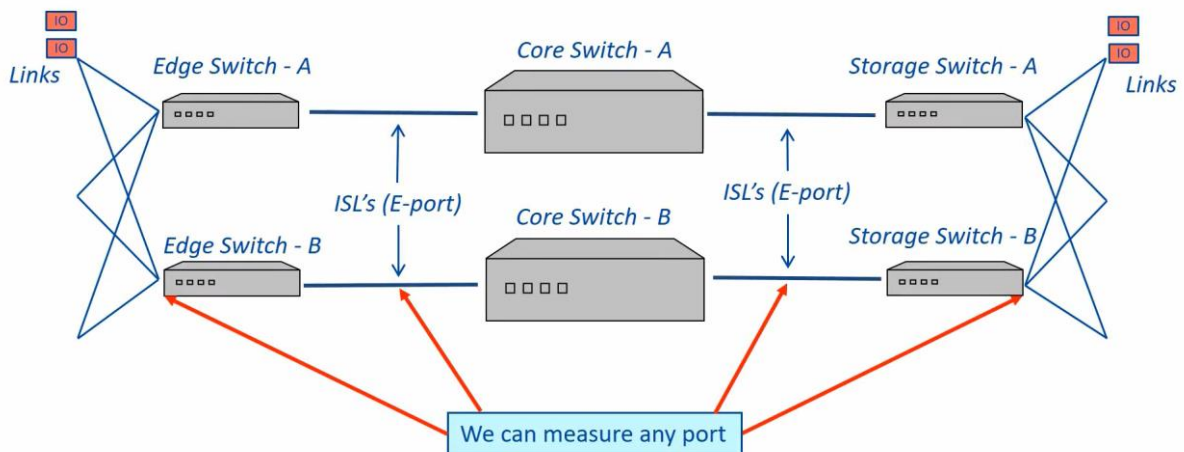 IO
IO
Links
Edge Switch - A
Core Switch - A
Storage Switch - A
IO
IO
Links
ISL's (E-port)
ISL's (E-port)
Edge Switch - B
Core Switch - B
Storage Switch - B
We can measure any port